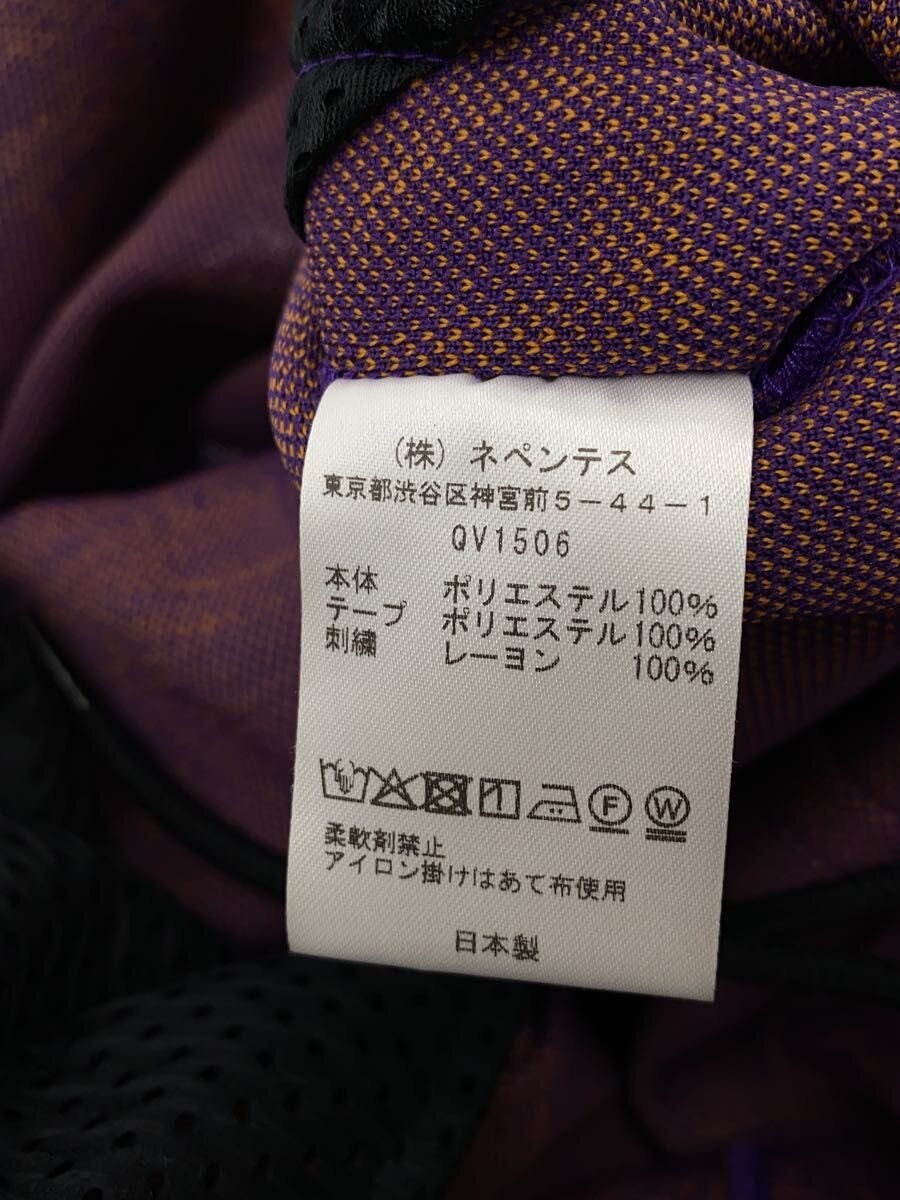 (株) ネペンテス
東京都渋谷区神宮前5-44-1
QV1506
本体 ポリエステル100%
テープ ポリエステル100%
刺繍 レーヨン 100%
F W
柔軟剤禁止
アイロン掛けはあて布使用
日本製